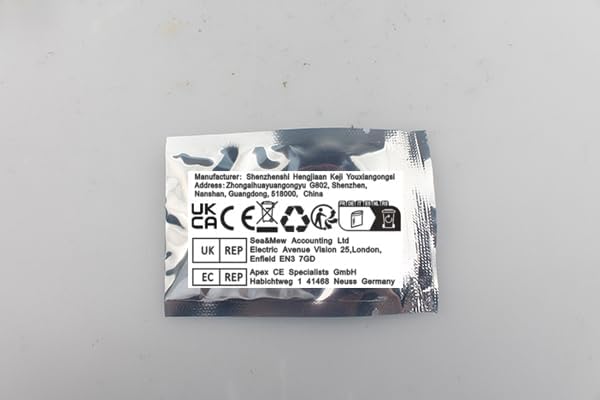 Manufacturer: Shenzhenshi Hengjiaan Keji Youxiangongsi
Address:Zhongaihuayuangongyu G802, Shenzhen,
Nanshan, Guangdong, 518000, China
UK CA CE
UK REP
Sea&Mew Accounting Ltd
Electric Avenue Vision 25,London,
Enfield EN3 7GD
EC REP
Apex CE Specialists GmbH
Habichtweg 1 41468 Neuss Germany